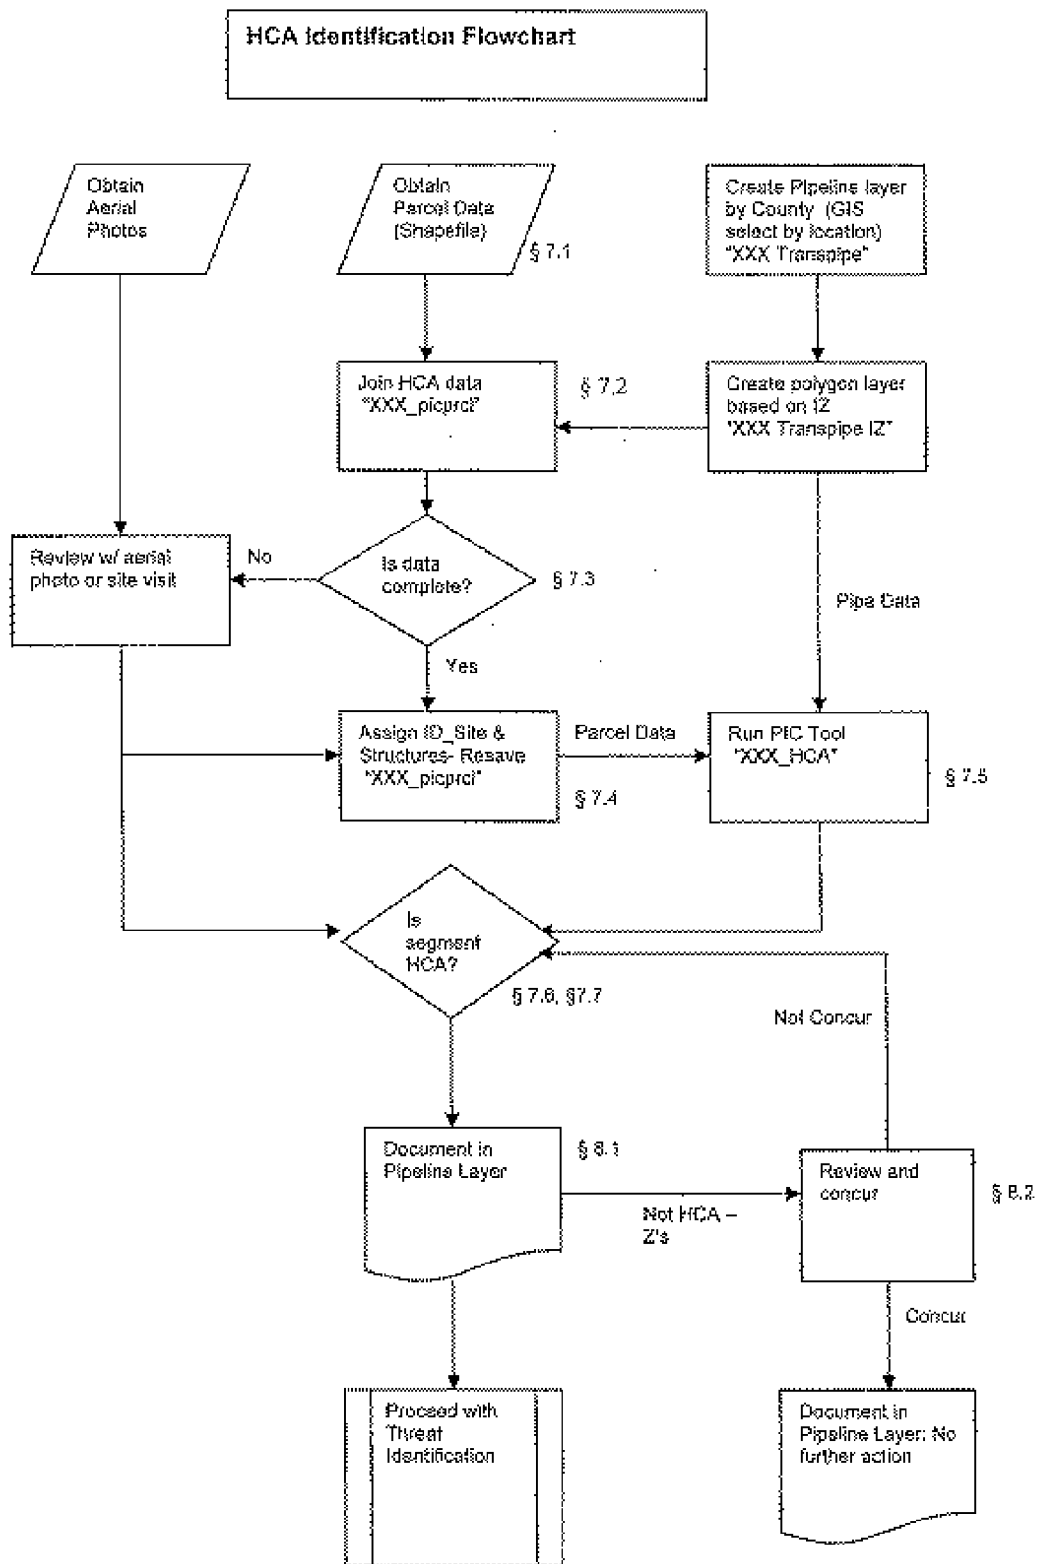 HCA Identification Flowchart
Obtain
Aerial
Photos
Obtain
Parcel Data
(Shapefile)
§ 7.1
Create Pipeline layer
by County (GIS
select by location)
"XXX Transpipe"
Join HCA data
"XXX_picprcl"
§ 7.2
Create polygon layer
based on IZ
"XXX Transpipe IZ"
Review w/ aerial
photo or site visit
No
Is data
complete?
§ 7.3
Pipe Data
Yes
Assign ID_Site &
Structures- Resave
"XXX_picprcl"
Parcel Data
§ 7.4
Run PIC Tool
"XXX_HCA"
§ 7.5
Is
segment
HCA?
§ 7.6, §7.7
Not Concur
Document in
Pipeline Layer
§ 8.1
Not HCA –
Z's
Review and
concur
§ 8.2
Concur
Proceed with
Threat
Identification
Document in
Pipeline Layer: No
further action